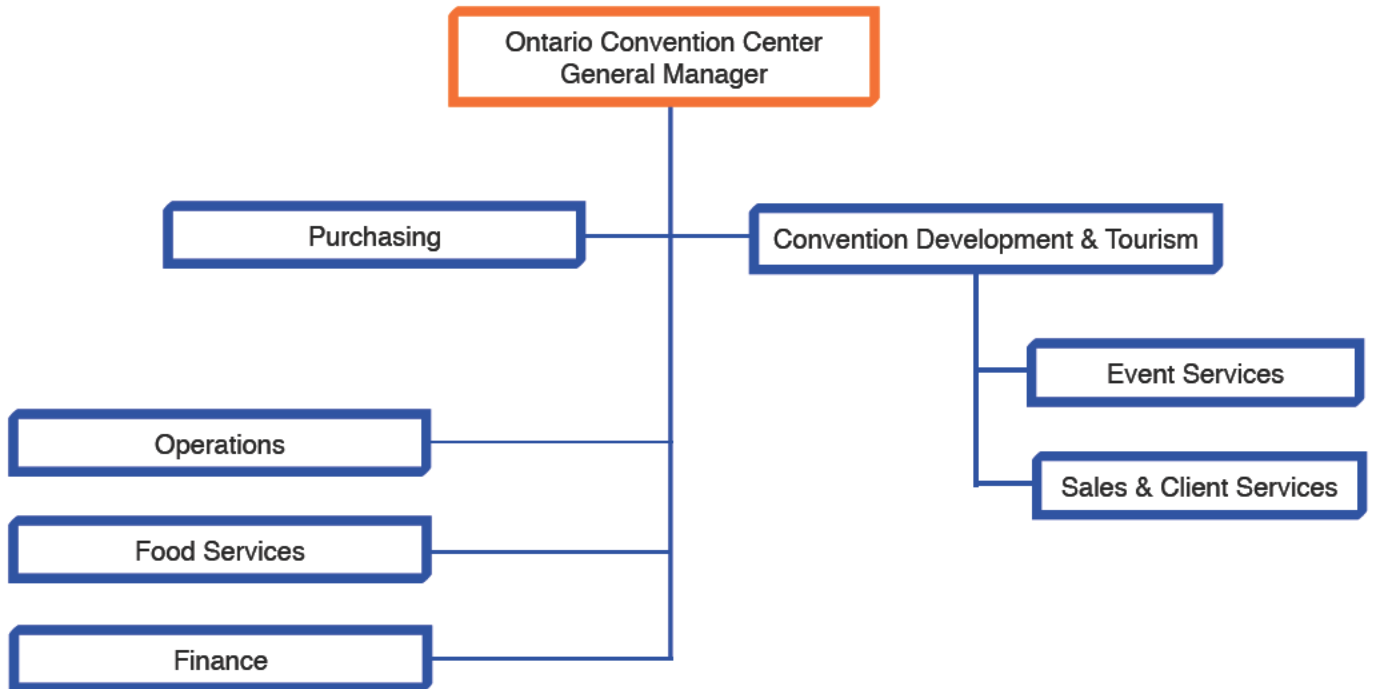 Ontario Convention Center
General Manager
Purchasing
Convention Development & Tourism
Event Services
Operations
Sales & Client Services
Food Services
Finance